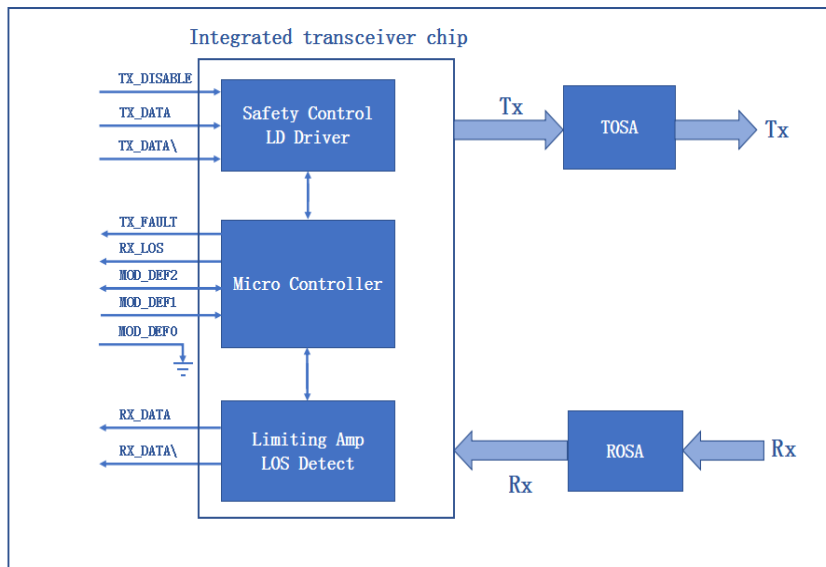 Integrated transceiver chip
TX_DISABLE
TX_DATA
TX_DATA\
Safety Control
LD Driver
Tx
TOSA
Tx
TX_FAULT
RX_LOS
MOD_DEF2
MOD_DEF1
MOD_DEF0
Micro Controller
RX_DATA
RX_DATA\
Limiting Amp
LOS Detect
Rx
ROSA
Rx